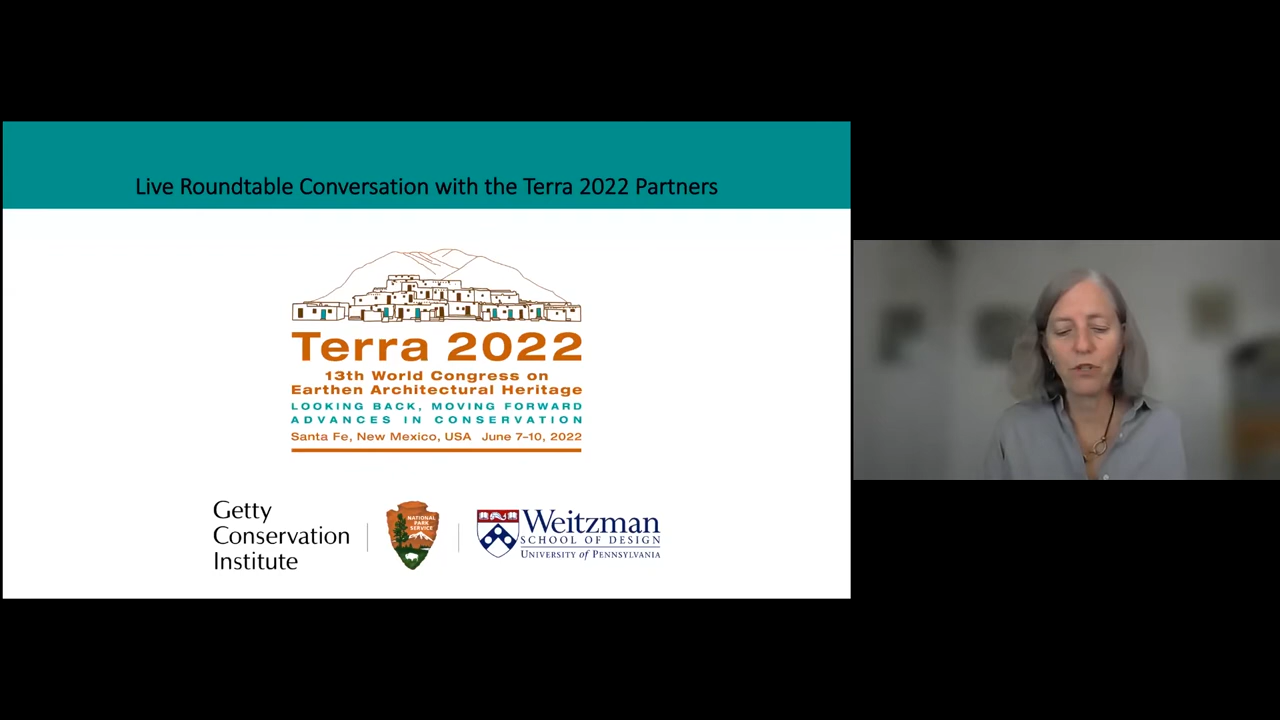 Live Roundtable Conversation with the Terra 2022 Partners
Terra 2022
13th World Congress on
Earthen Architectural Heritage
LOOKING BACK, MOVING FORWARD
ADVANCES IN CONSERVATION
Santa Fe, New Mexico, USA June 7–10, 2022
Getty
Conservation
Institute
NATIONAL
PARK
SERVICE
Weitzman
SCHOOL OF DESIGN
UNIVERSITY of PENNSYLVANIA